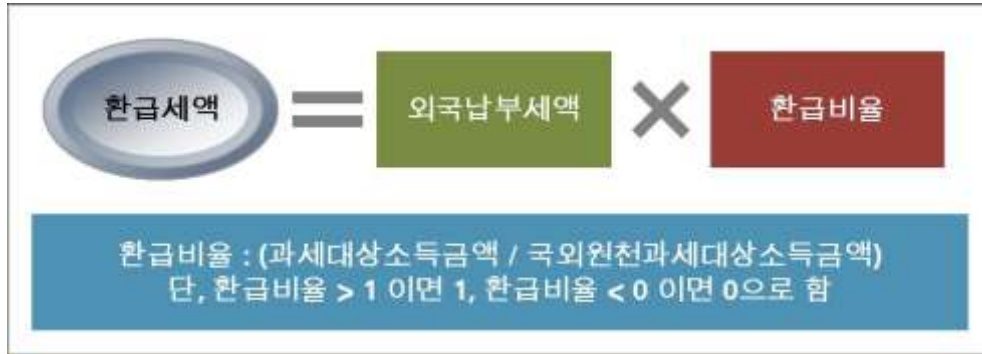 환급세액 = 외국납부세액 × 환급비율
환급비율 : (과세대상소득금액 / 국외원천과세대상소득금액)
단, 환급비율 > 1 이면 1, 환급비율 < 0 이면 0으로 함